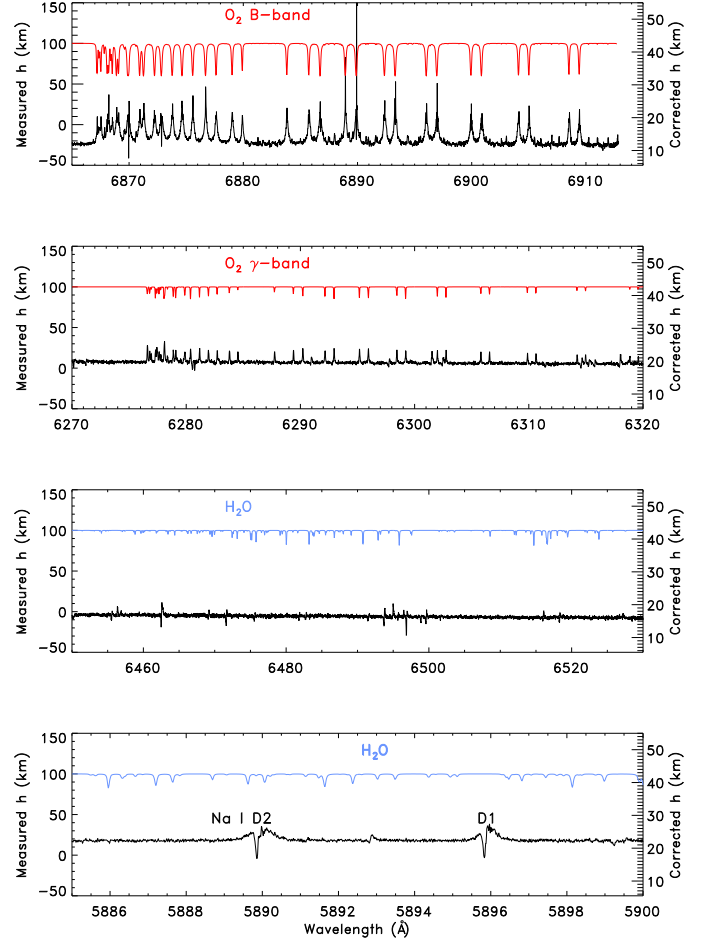 O₂ B-band
150
100
50
0
−50
Measured h (km)
50
40
30
20
10
Corrected h (km)
6870 6880 6890 6900 6910
O₂ γ-band
150
100
50
0
−50
Measured h (km)
50
40
30
20
10
Corrected h (km)
6270 6280 6290 6300 6310 6320
H₂O
150
100
50
0
−50
Measured h (km)
50
40
30
20
10
Corrected h (km)
6460 6480 6500 6520
H₂O
150
100
50
0
−50
Measured h (km)
50
40
30
20
10
Corrected h (km)
Na I D2 D1
5886 5888 5890 5892 5894 5896 5898 5900
Wavelength (Å)